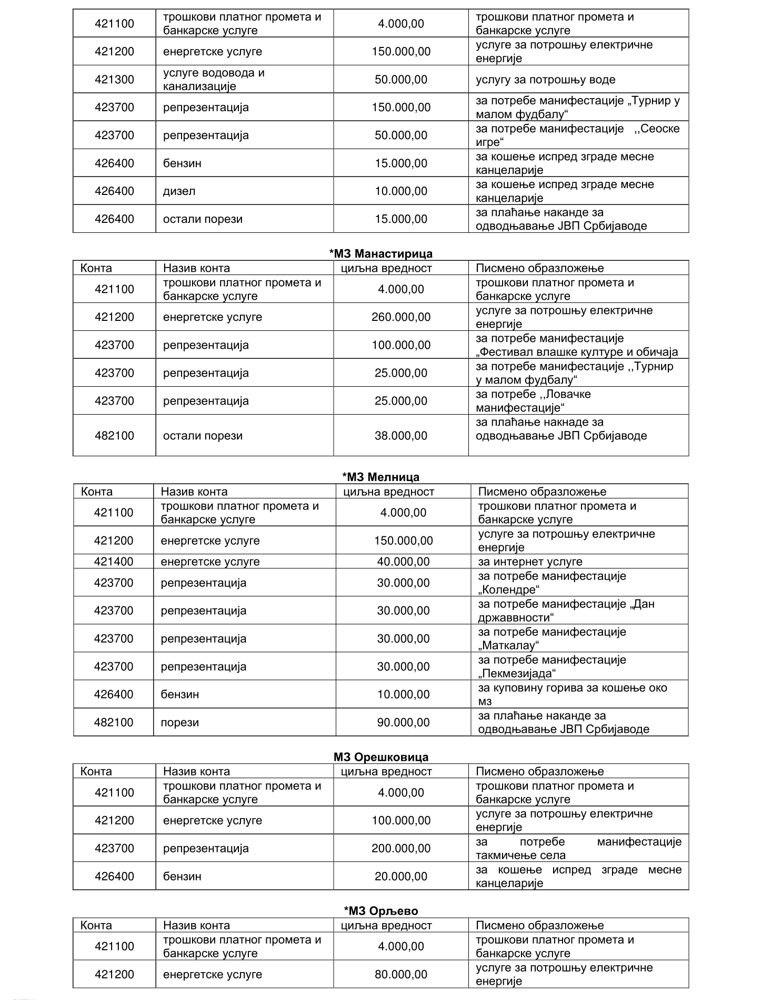 421100 трошкови платног промета и 4.000,00 трошкови платног промета и
банкарске услуге банкарске услуге
421200 енергетске услуге 150.000,00 услуге за потрошњу електричне
енергије
421300 услуге водовода и 50.000,00 услугу за потрошњу воде
канализације
423700 репрезентација 150.000,00 за потребе манифестације „Турнир у
малом фудбалу“
423700 репрезентација 50.000,00 за потребе манифестације ,,Сеоске
игре“
426400 бензин 15.000,00 за кошење испред зграде месне
канцеларије
426400 дизел 10.000,00 за кошење испред зграде месне
канцеларије
426400 остали порези 15.000,00 за плаћање наканде за
одводњавање ЈВП Србијаводе
*МЗ Манастирица
Конта Назив конта циљна вредност Писмено образложење
421100 трошкови платног промета и 4.000,00 трошкови платног промета и
банкарске услуге банкарске услуге
421200 енергетске услуге 260.000,00 услуге за потрошњу електричне
енергије
423700 репрезентација 100.000,00 за потребе манифестације
„Фестивал влашке културе и обичаја
423700 репрезентација 25.000,00 за потребе манифестације ,,Турнир
у малом фудбалу“
423700 репрезентација 25.000,00 за потребе ,,Ловачке
манифестације“
482100 остали порези 38.000,00 за плаћање накнаде за
одводњавање ЈВП Србијаводе
*МЗ Мелница
Конта Назив конта циљна вредност Писмено образложење
421100 трошкови платног промета и 4.000,00 трошкови платног промета и
банкарске услуге банкарске услуге
421200 енергетске услуге 150.000,00 услуге за потрошњу електричне
енергије
421400 енергетске услуге 40.000,00 за интернет услуге
423700 репрезентација 30.000,00 за потребе манифестације
„Колендре“
423700 репрезентација 30.000,00 за потребе манифестације „Дан
државвности“
423700 репрезентација 30.000,00 за потребе манифестације
„Маткалау“
423700 репрезентација 30.000,00 за потребе манифестације
„Пекмезијада“
426400 бензин 10.000,00 за куповину горива за кошење око
мз
482100 порези 90.000,00 за плаћање наканде за
одводњавање ЈВП Србијаводе
МЗ Орешковица
Конта Назив конта циљна вредност Писмено образложење
421100 трошкови платног промета и 4.000,00 трошкови платног промета и
банкарске услуге банкарске услуге
421200 енергетске услуге 100.000,00 услуге за потрошњу електричне
енергије
423700 репрезентација 200.000,00 за потребе манифестације
такмичење села
426400 бензин 20.000,00 за кошење испред зграде месне
канцеларије
*МЗ Орљево
Конта Назив конта циљна вредност Писмено образложење
421100 трошкови платног промета и 4.000,00 трошкови платног промета и
банкарске услуге банкарске услуге
421200 енергетске услуге 80.000,00 услуге за потрошњу електричне
енергије